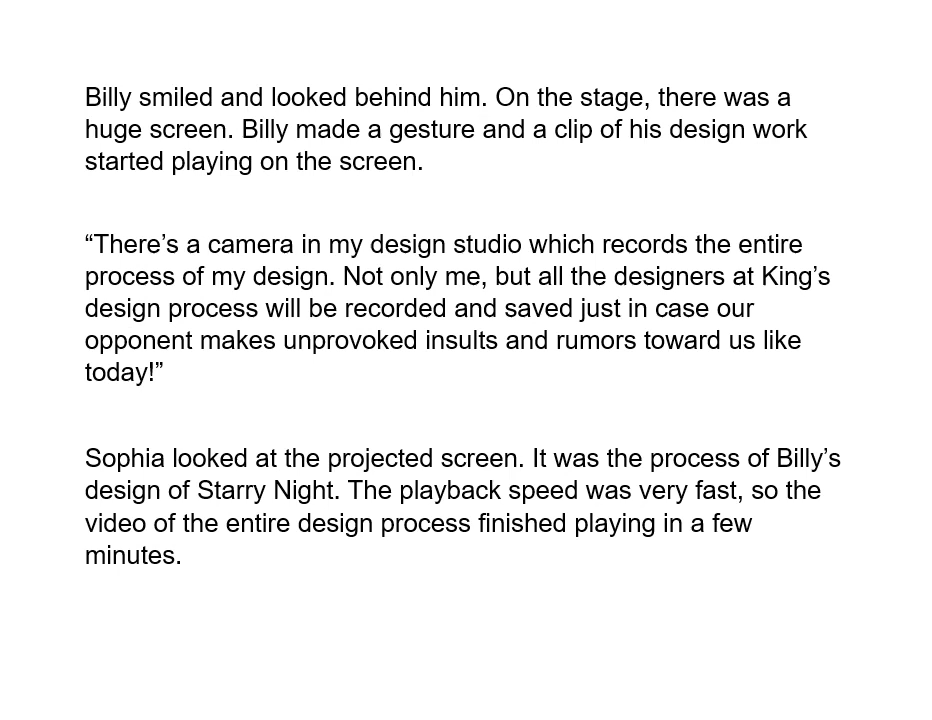 Billy smiled and looked behind him. On the stage, there was a
huge screen. Billy made a gesture and a clip of his design work
started playing on the screen.
“There’s a camera in my design studio which records the entire
process of my design. Not only me, but all the designers at King’s
design process will be recorded and saved just in case our
opponent makes unprovoked insults and rumors toward us like
today!”
Sophia looked at the projected screen. It was the process of Billy’s
design of Starry Night. The playback speed was very fast, so the
video of the entire design process finished playing in a few
minutes.